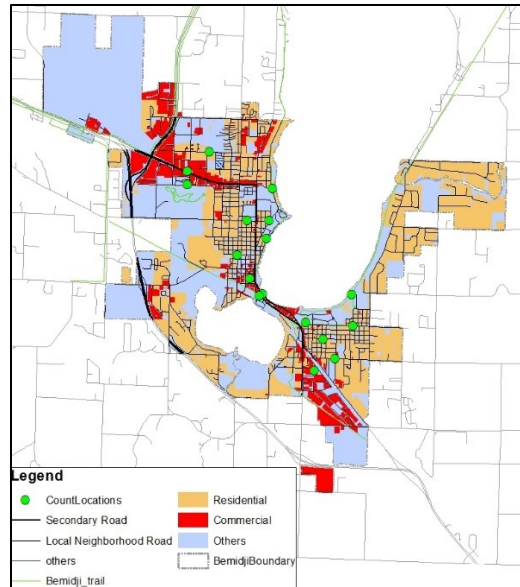 Legend
CountLocations
Secondary Road
Local Neighborhood Road
others
Bemidji_trail
Residential
Commercial
Others
BemidjiBoundary